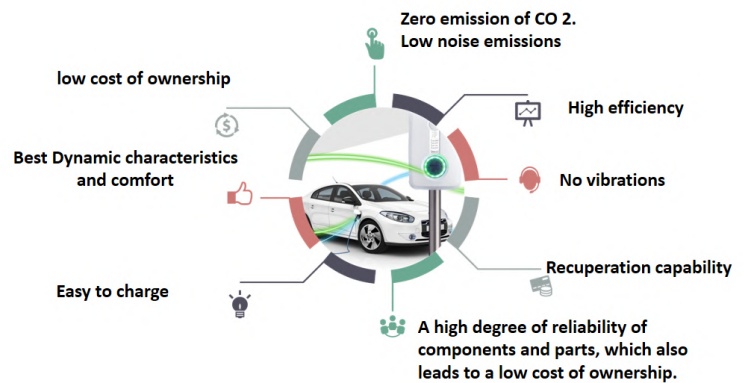 Zero emission of CO 2.
Low noise emissions
low cost of ownership
High efficiency
Best Dynamic characteristics
and comfort
No vibrations
Recuperation capability
Easy to charge
A high degree of reliability of
components and parts, which also
leads to a low cost of ownership.